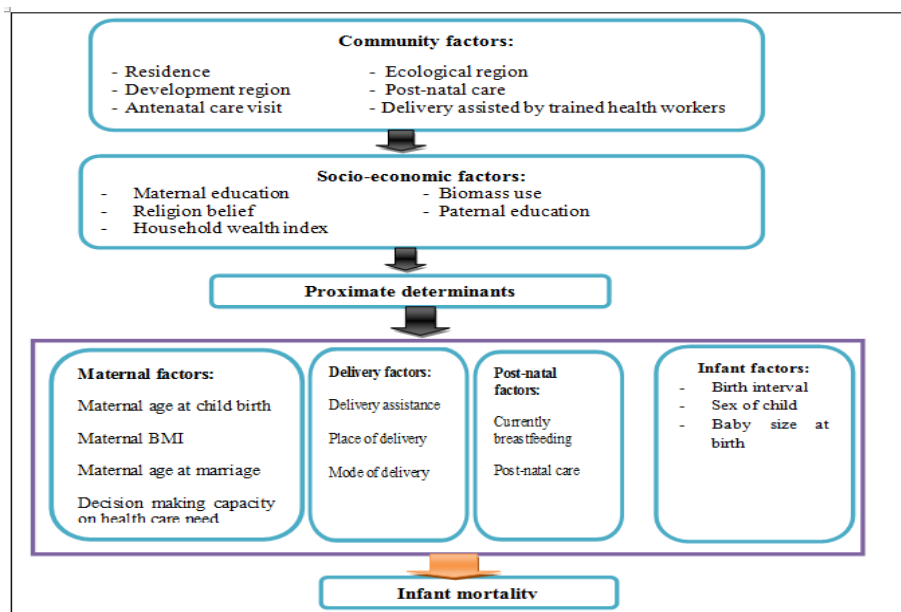 Community factors:
- Residence
- Development region
- Antenatal care visit
- Ecological region
- Post-natal care
- Delivery assisted by trained health workers
Socio-economic factors:
- Maternal education
- Religion belief
- Household wealth index
- Biomass use
- Paternal education
Proximate determinants
Maternal factors:
Maternal age at child birth
Maternal BMI
Maternal age at marriage
Decision making capacity
on health care need
Delivery factors:
Delivery assistance
Place of delivery
Mode of delivery
Post-natal
factors:
Currently
breastfeeding
Post-natal care
Infant factors:
- Birth interval
- Sex of child
- Baby size at
birth
Infant mortality